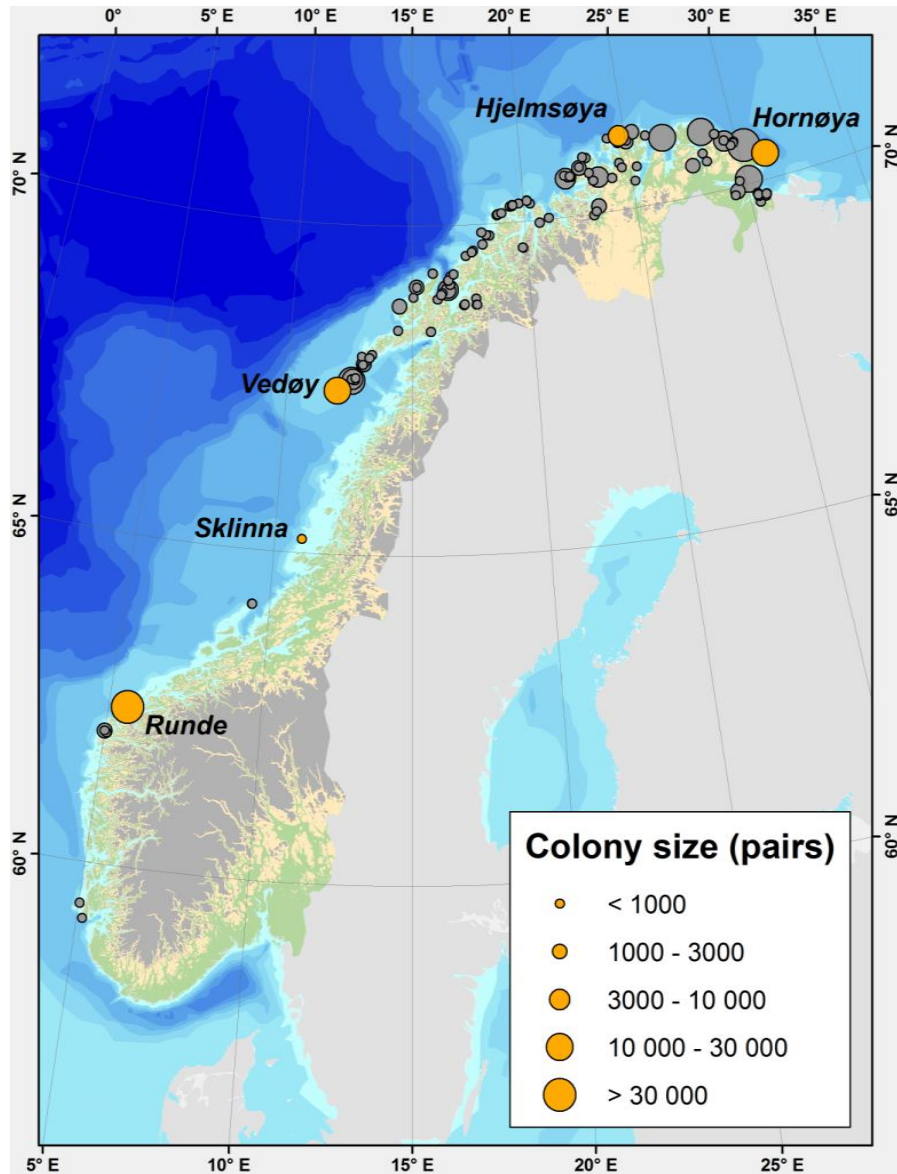 0° 5° E 10° E 15° E 20° E 25° E 30° E 35° E
Hjelmsøya
Hornøya
70° N
70° N
Vedøy
65° N
65° N
Sklinna
Runde
60° N
60° N
Colony size (pairs)
< 1000
1000 - 3000
3000 - 10 000
10 000 - 30 000
> 30 000
5° E 10° E 15° E 20° E 25° E